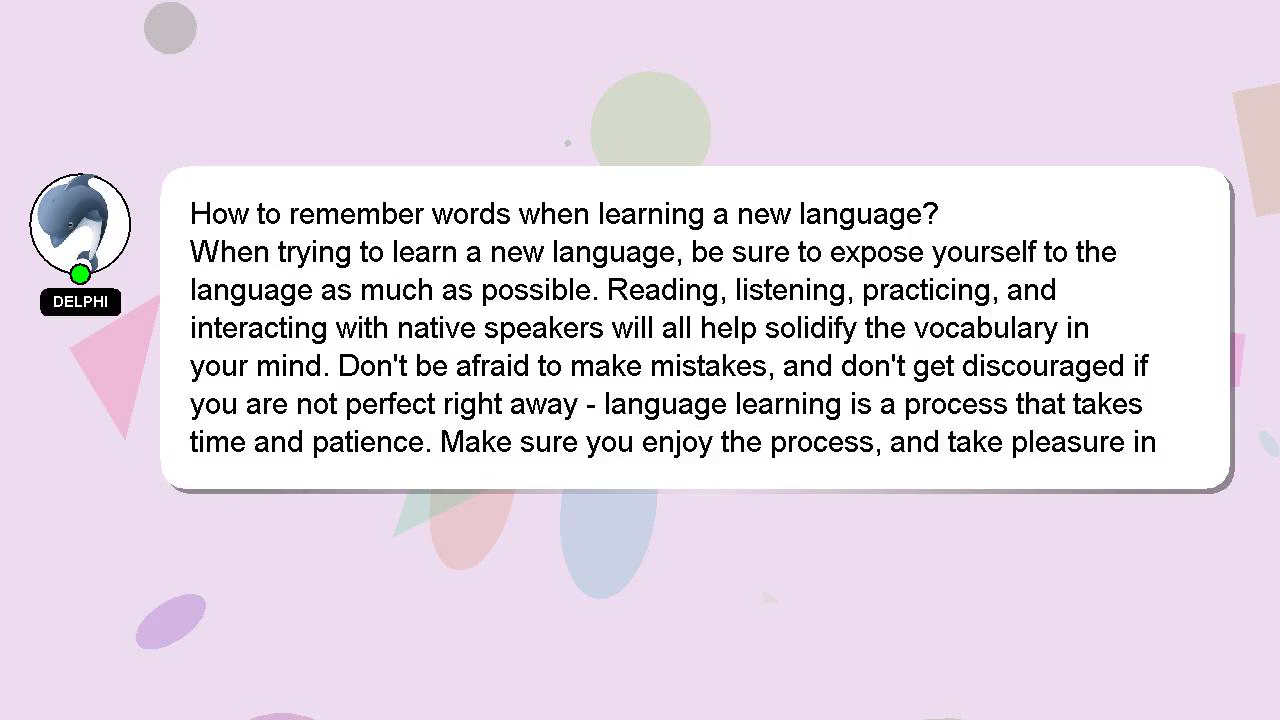 How to remember words when learning a new language?
When trying to learn a new language, be sure to expose yourself to the
language as much as possible. Reading, listening, practicing, and
interacting with native speakers will all help solidify the vocabulary in
your mind. Don't be afraid to make mistakes, and don't get discouraged if
you are not perfect right away - language learning is a process that takes
time and patience. Make sure you enjoy the process, and take pleasure in
DELPHI